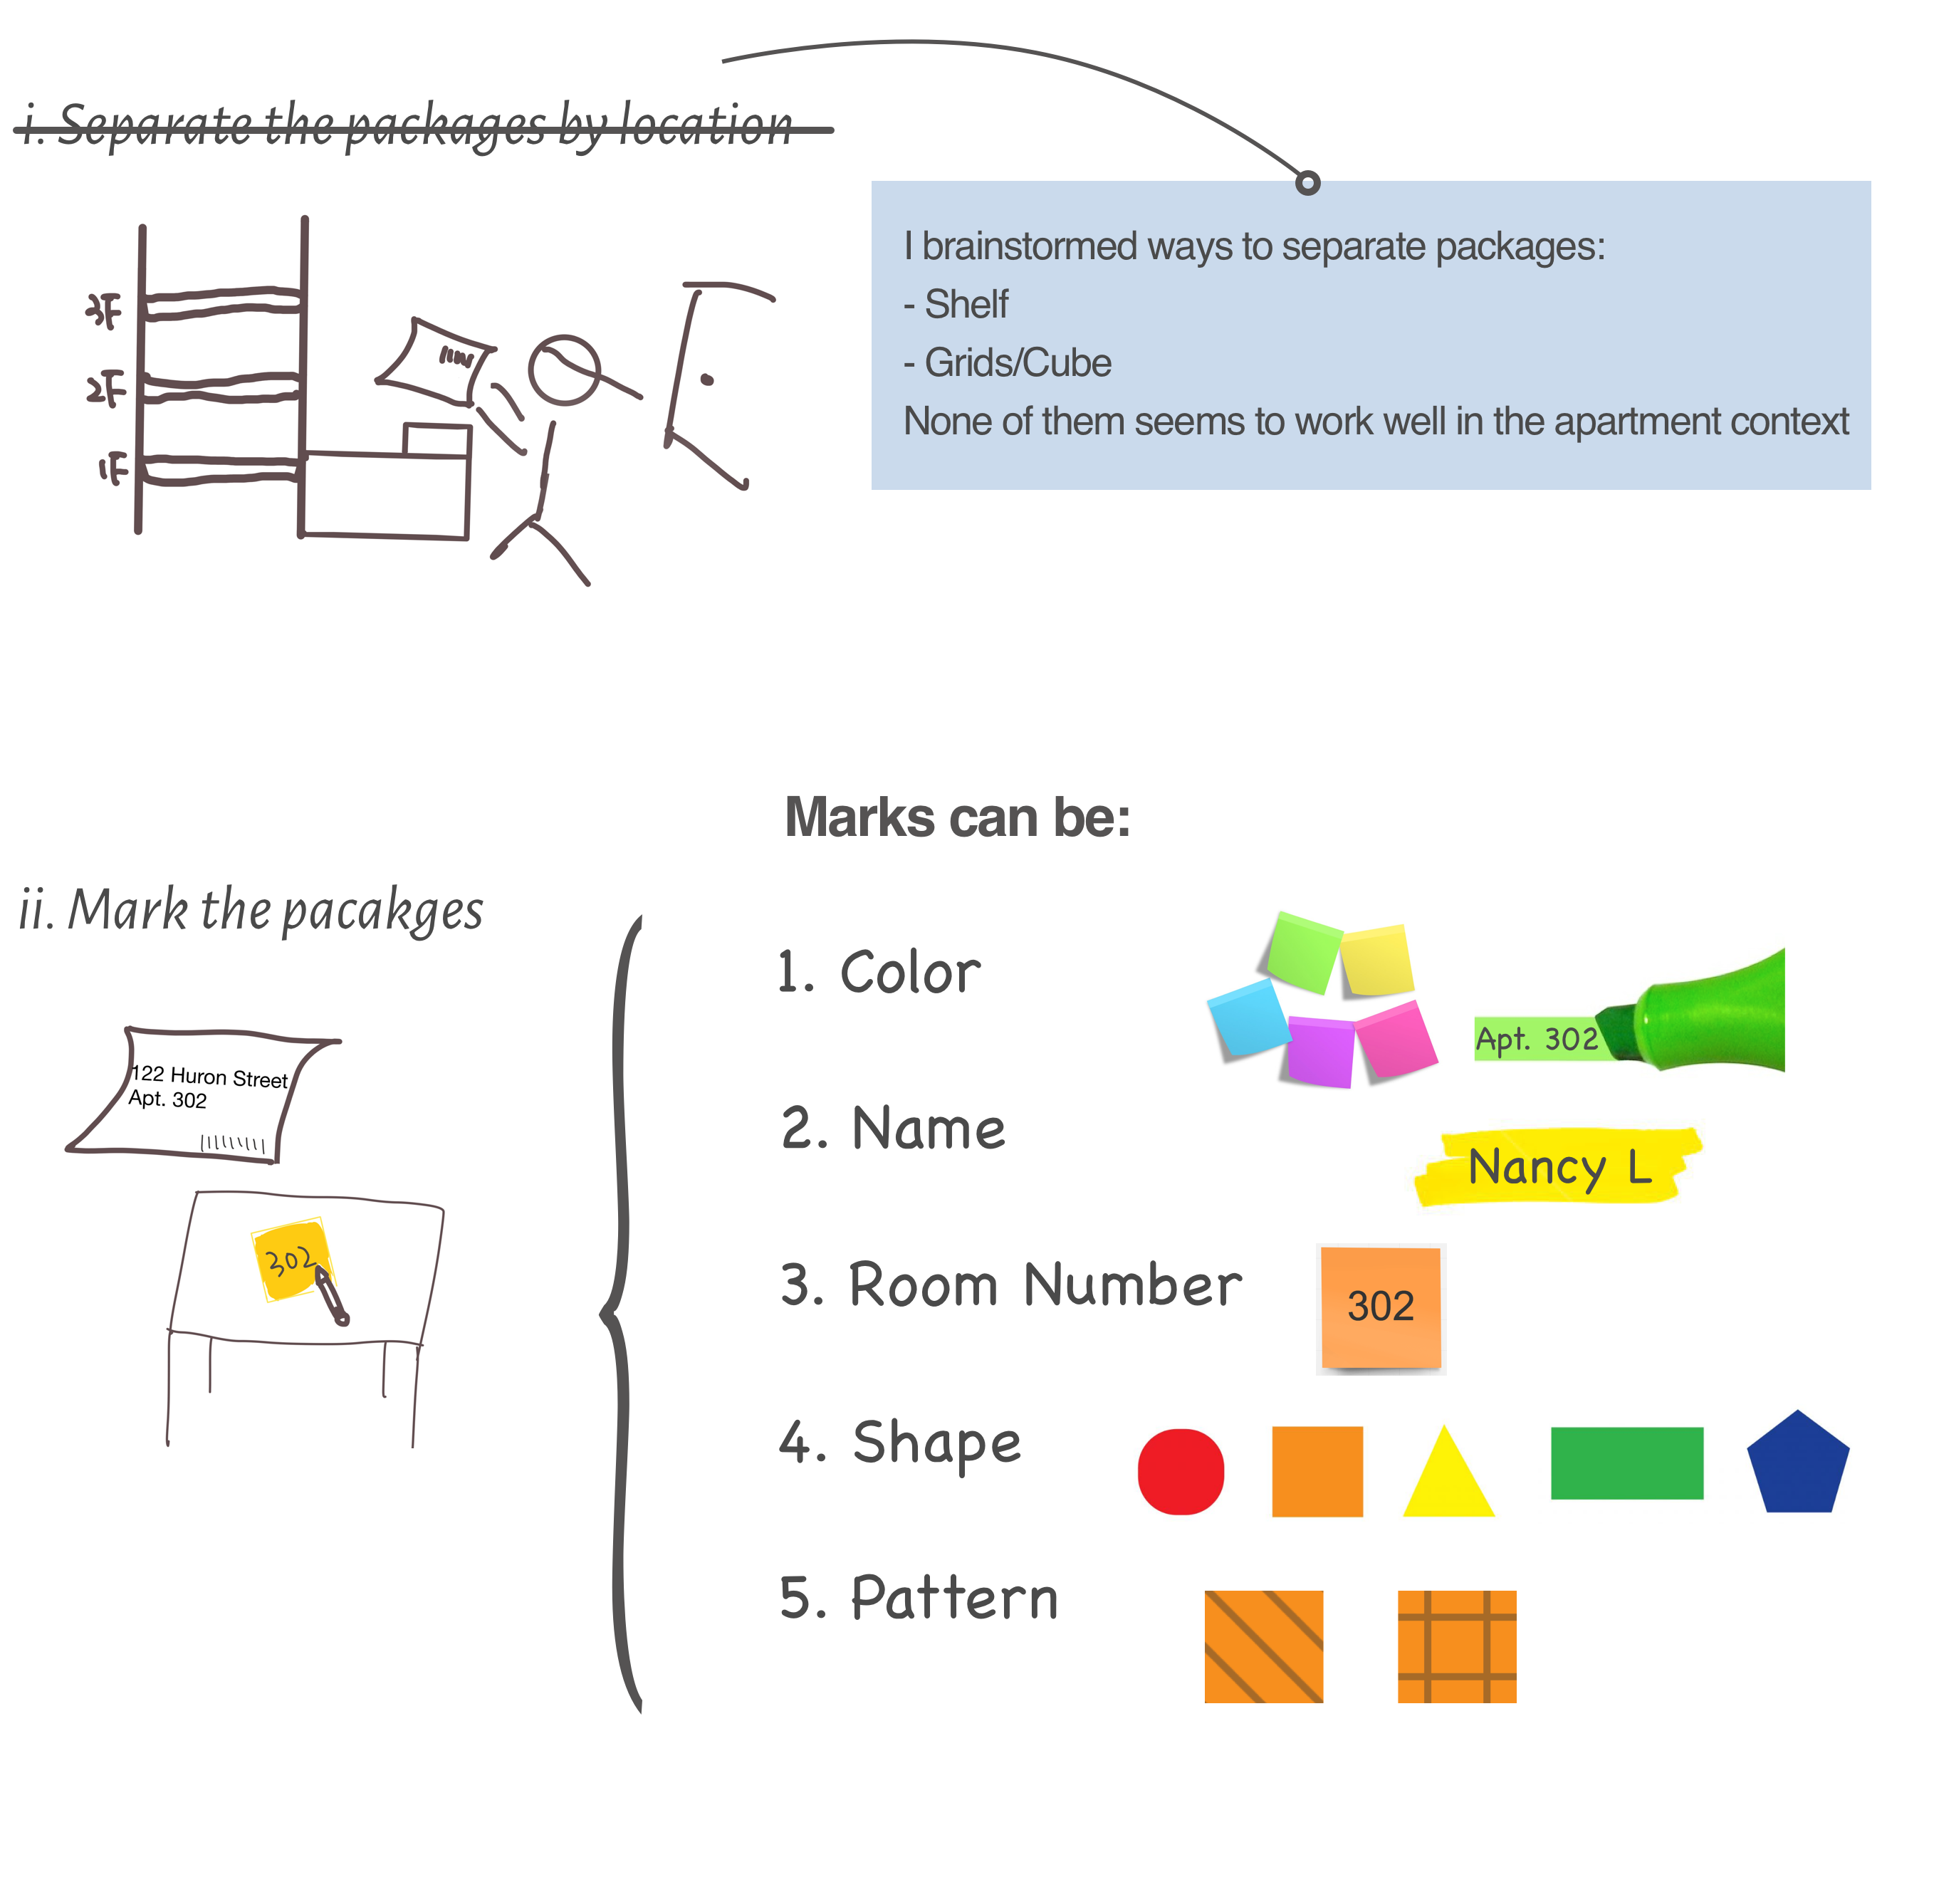 i. Separate the packages by location
I brainstormed ways to separate packages:
- Shelf
- Grids/Cube
None of them seems to work well in the apartment context
3F
2F
1F
Marks can be:
ii. Mark the pacakges
1. Color
Apt. 302
2. Name
Nancy L
3. Room Number
302
4. Shape
5. Pattern
122 Huron Street
Apt. 302
302